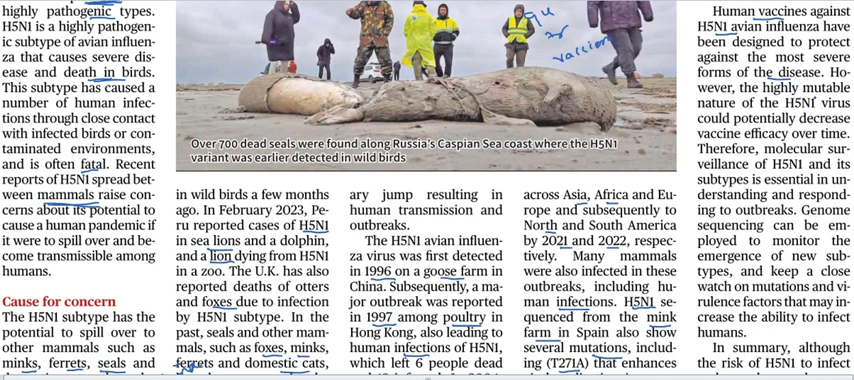 highly pathogenic types.
H5N1 is a highly pathogen-
ic subtype of avian influen-
za that causes severe dis-
ease and death in birds.
This subtype has caused a
number of human infec-
tions through close contact
with infected birds or con-
taminated environments,
and is often fatal. Recent
reports of H5N1 spread bet-
ween mammals raise con-
cerns about its potential to
cause a human pandemic if
it were to spill over and be-
come transmissible among
humans.
Cause for concern
The H5N1 subtype has the
potential to spill over to
other mammals such as
minks, ferrets, seals and
Over 700 dead seals were found along Russia's Caspian Sea coast where the H5N1
variant was earlier detected in wild birds
in wild birds a few months
ago. In February 2023, Pe-
ru reported cases of H5N1
in sea lions and a dolphin,
and a lion dying from H5N1
in a zoo. The U.K. has also
reported deaths of otters
and foxes due to infection
by H5N1 subtype. In the
past, seals and other mam-
mals, such as foxes, minks,
ferrets and domestic cats,
ary jump resulting in
human transmission and
outbreaks.
The H5N1 avian influen-
za virus was first detected
in 1996 on a goose farm in
China. Subsequently, a ma-
jor outbreak was reported
in 1997 among poultry in
Hong Kong, also leading to
human infections of H5N1,
which left 6 people dead
across Asia, Africa and Eu-
rope and subsequently to
North and South America
by 2021 and 2022, respec-
tively. Many mammals
were also infected in these
outbreaks, including hu-
man infections. H5N1 se-
quenced from the mink
farm in Spain also show
several mutations, includ-
ing (T271A) that enhances
Human vaccines against
H5N1 avian influenza have
been designed to protect
against the most severe
forms of the disease. Ho-
wever, the highly mutable
nature of the H5N1 virus
could potentially decrease
vaccine efficacy over time.
Therefore, molecular sur-
veillance of H5N1 and its
subtypes is essential in un-
derstanding and respond-
ing to outbreaks. Genome
sequencing can be em-
ployed to monitor the
emergence of new sub-
types, and keep a close
watch on mutations and vi-
rulence factors that may in-
crease the ability to infect
humans.
In summary, although
the risk of H5N1 to infect